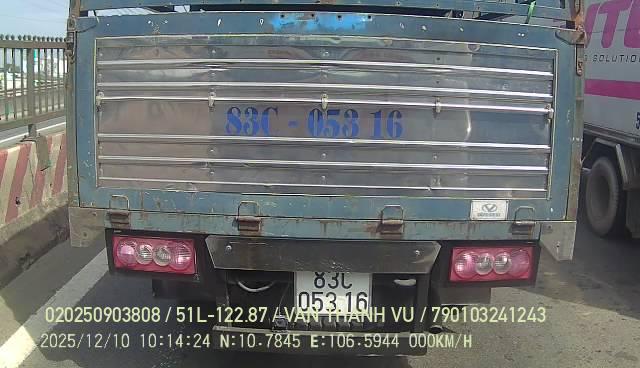 SOLUTION
83C - 053 16
83C
053 16
020250903808 / 51L-122.87 / VAN THANH VU / 790103241243
2025/12/10 10:14:24 N:10.7845 E:106.5944 000KM/H